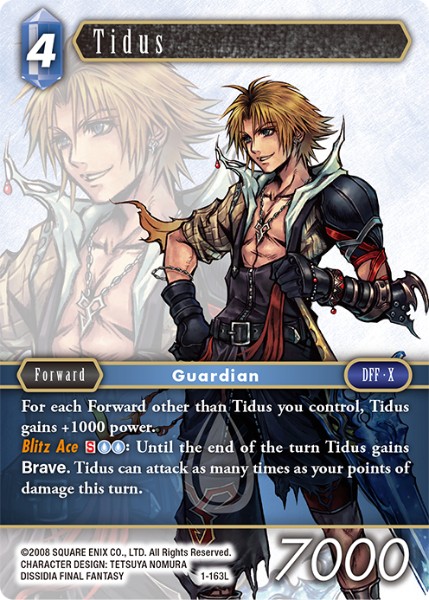 4
Tidus
Forward
Guardian
DFF · X
For each Forward other than Tidus you control, Tidus
gains +1000 power.
Blitz Ace S: Until the end of the turn Tidus gains
Brave. Tidus can attack as many times as your points of
damage this turn.
©2008 SQUARE ENIX CO., LTD. All Rights Reserved.
CHARACTER DESIGN: TETSUYA NOMURA
DISSIDIA FINAL FANTASY
1-163L
7000